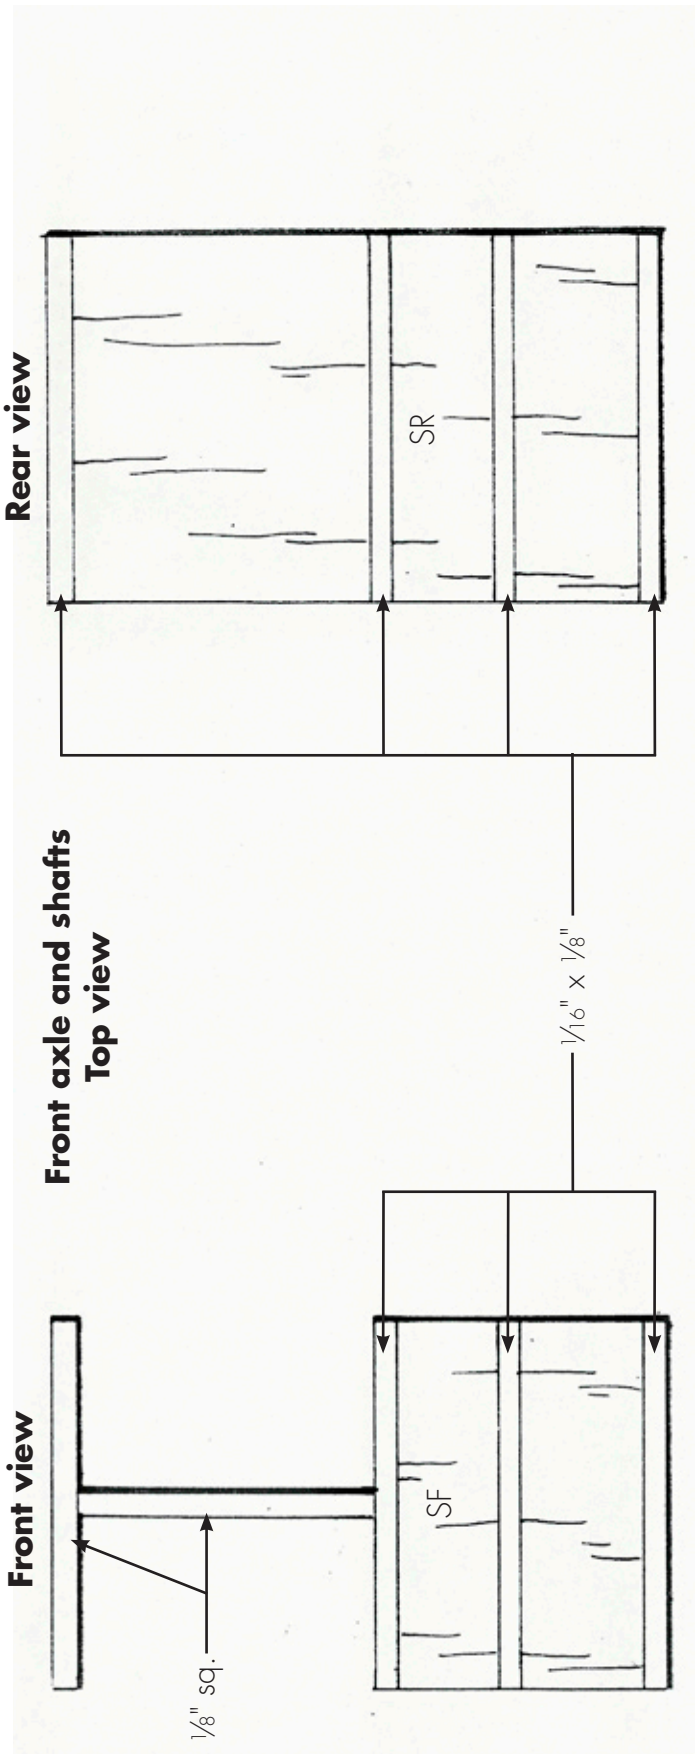 Front view
Front axle and shafts
Top view
Rear view
1/8" sq.
SF
1/16" x 1/8"
SR